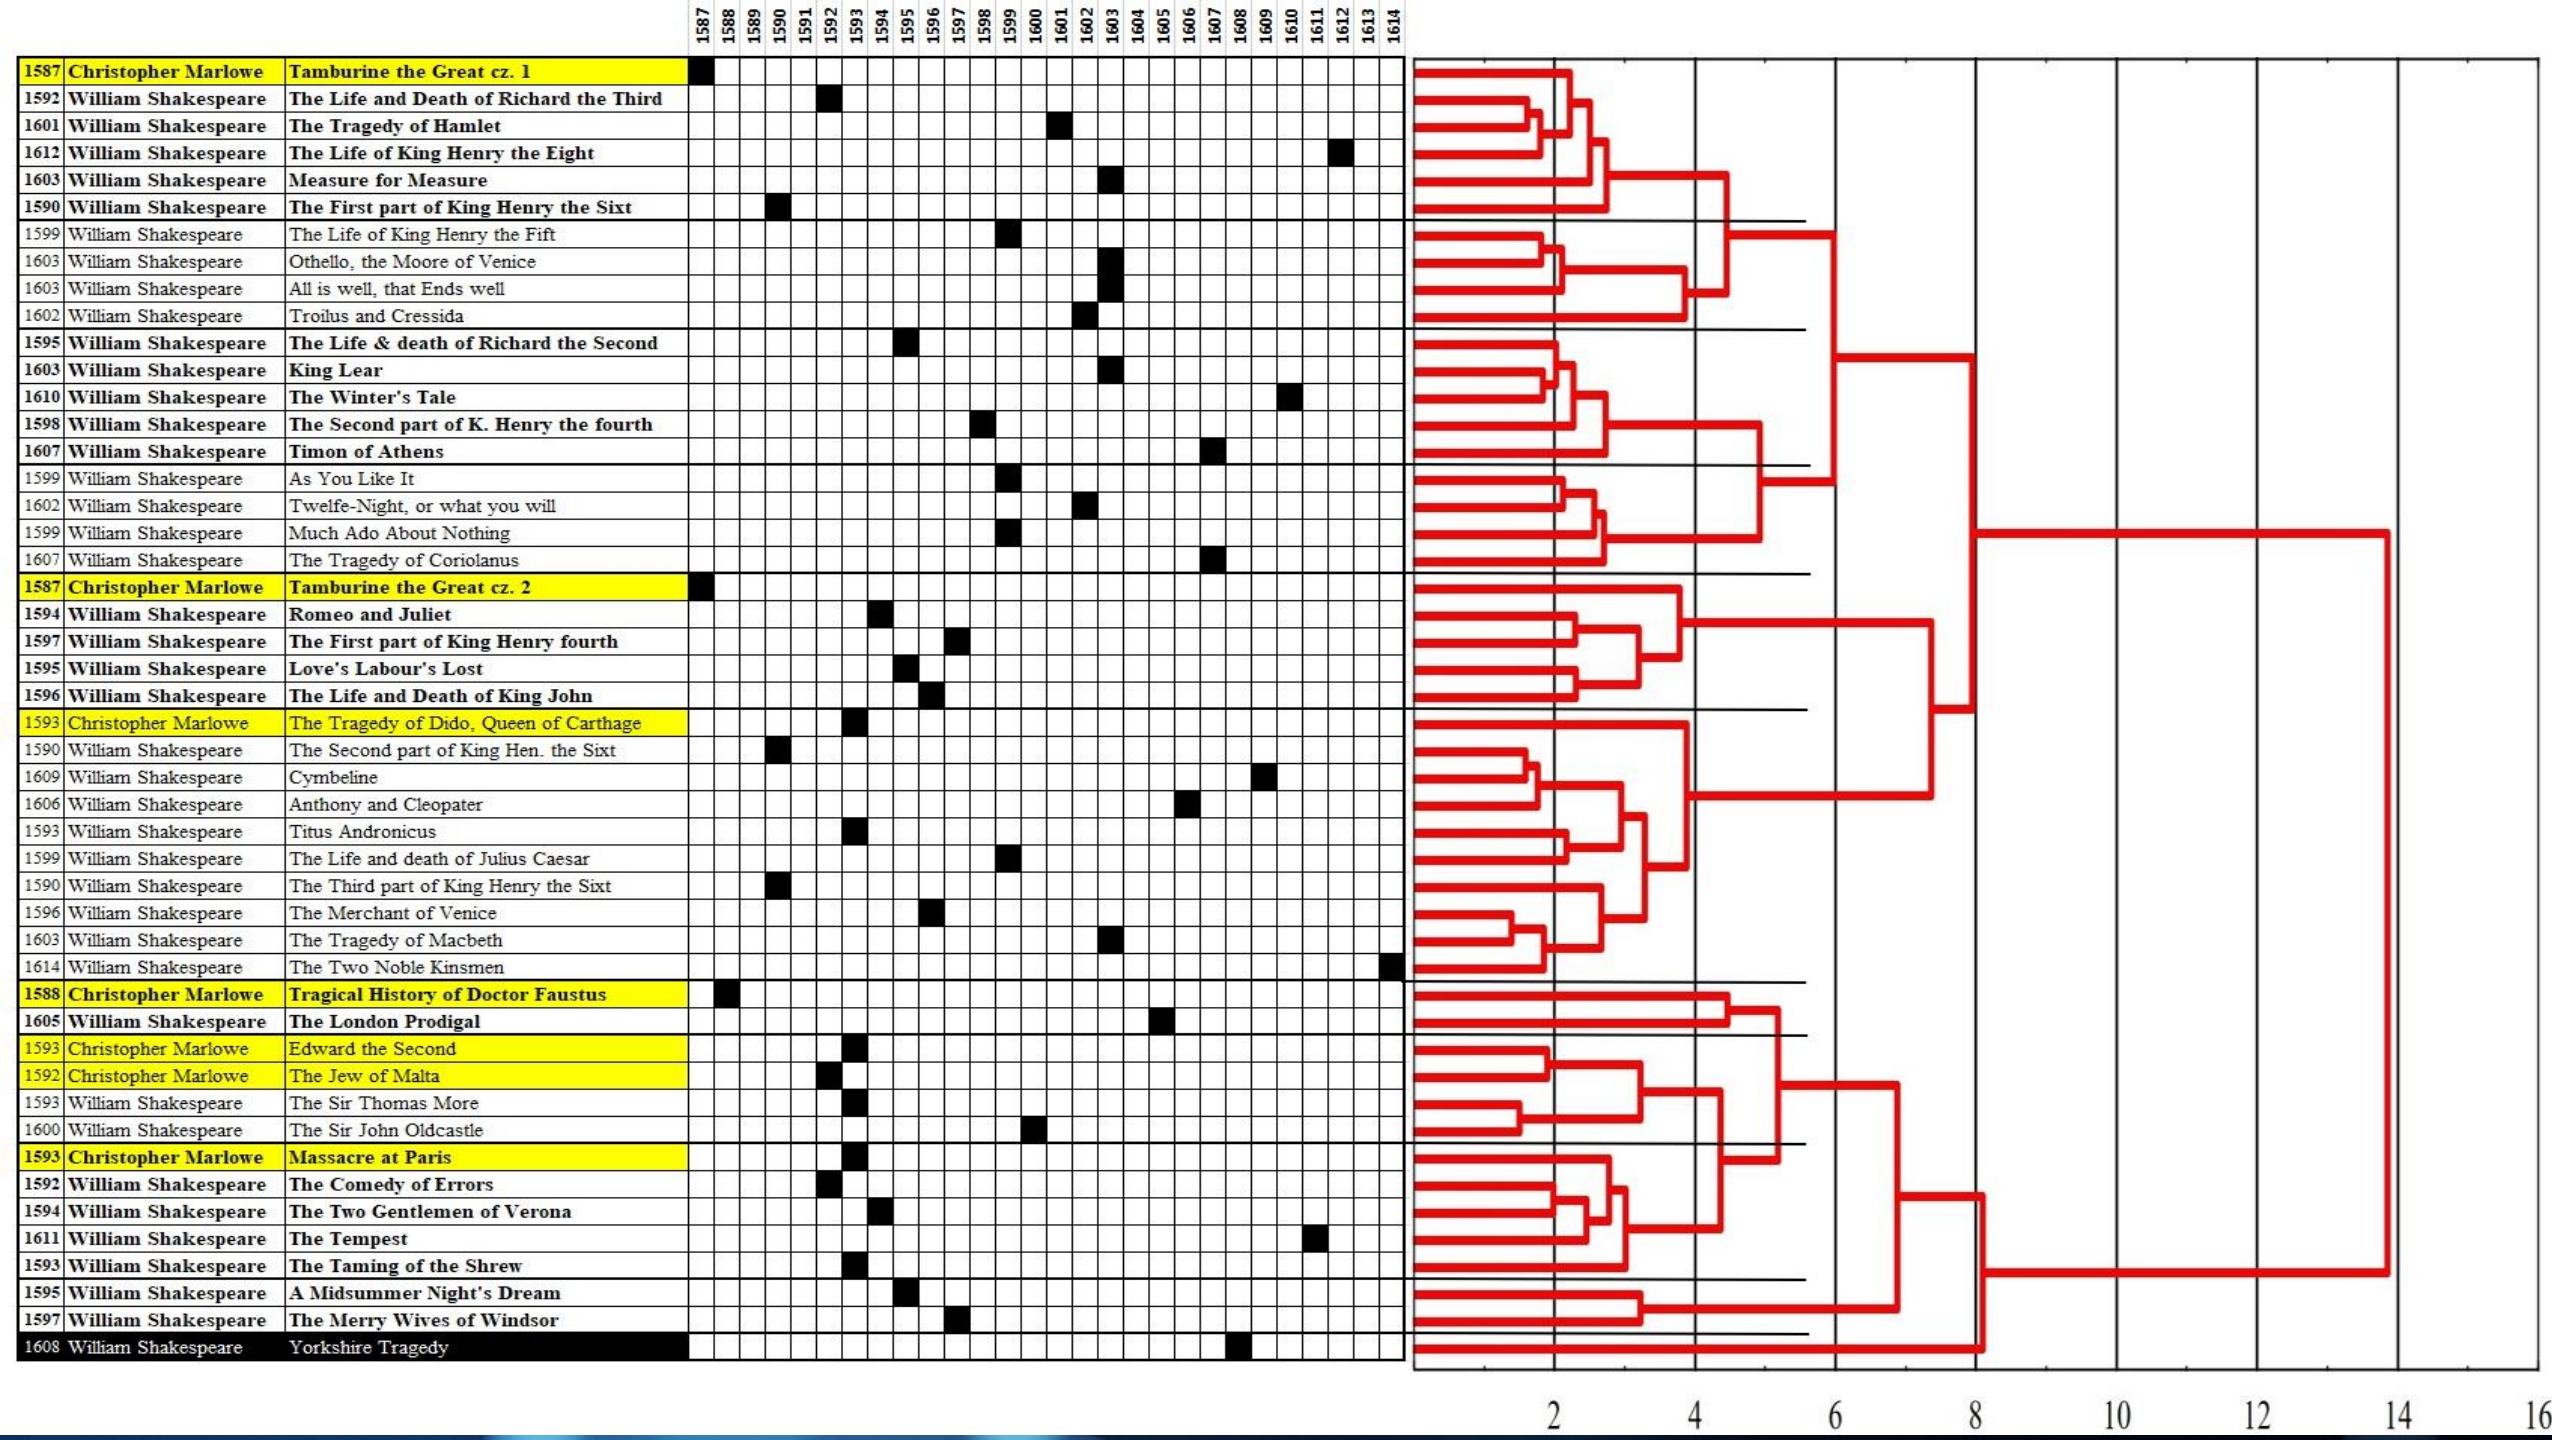 1587 1588 1589 1590 1591 1592 1593 1594 1595 1596 1597 1598 1599 1600 1601 1602 1603 1604 1605 1606 1607 1608 1609 1610 1611 1612 1613 1614
1587 Christopher Marlowe Tamburine the Great cz. 1
1592 William Shakespeare The Life and Death of Richard the Third
1601 William Shakespeare The Tragedy of Hamlet
1612 William Shakespeare The Life of King Henry the Eight
1603 William Shakespeare Measure for Measure
1590 William Shakespeare The First part of King Henry the Sixt
1599 William Shakespeare The Life of King Henry the Fift
1603 William Shakespeare Othello, the Moore of Venice
1603 William Shakespeare All is well, that Ends well
1602 William Shakespeare Troilus and Cressida
1595 William Shakespeare The Life & death of Richard the Second
1603 William Shakespeare King Lear
1610 William Shakespeare The Winter's Tale
1598 William Shakespeare The Second part of K. Henry the fourth
1607 William Shakespeare Timon of Athens
1599 William Shakespeare As You Like It
1602 William Shakespeare Twelfe-Night, or what you will
1599 William Shakespeare Much Ado About Nothing
1607 William Shakespeare The Tragedy of Coriolanus
1587 Christopher Marlowe Tamburine the Great cz. 2
1594 William Shakespeare Romeo and Juliet
1597 William Shakespeare The First part of King Henry fourth
1595 William Shakespeare Love's Labour's Lost
1596 William Shakespeare The Life and Death of King John
1593 Christopher Marlowe The Tragedy of Dido, Queen of Carthage
1590 William Shakespeare The Second part of King Hen. the Sixt
1609 William Shakespeare Cymbeline
1606 William Shakespeare Anthony and Cleopater
1593 William Shakespeare Titus Andronicus
1599 William Shakespeare The Life and death of Julius Caesar
1590 William Shakespeare The Third part of King Henry the Sixt
1596 William Shakespeare The Merchant of Venice
1603 William Shakespeare The Tragedy of Macbeth
1614 William Shakespeare The Two Noble Kinsmen
1588 Christopher Marlowe Tragical History of Doctor Faustus
1605 William Shakespeare The London Prodigal
1593 Christopher Marlowe Edward the Second
1592 Christopher Marlowe The Jew of Malta
1593 William Shakespeare The Sir Thomas More
1600 William Shakespeare The Sir John Oldcastle
1593 Christopher Marlowe Massacre at Paris
1592 William Shakespeare The Comedy of Errors
1594 William Shakespeare The Two Gentlemen of Verona
1611 William Shakespeare The Tempest
1593 William Shakespeare The Taming of the Shrew
1595 William Shakespeare A Midsummer Night's Dream
1597 William Shakespeare The Merry Wives of Windsor
1608 William Shakespeare Yorkshire Tragedy
2 4 6 8 10 12 14 16